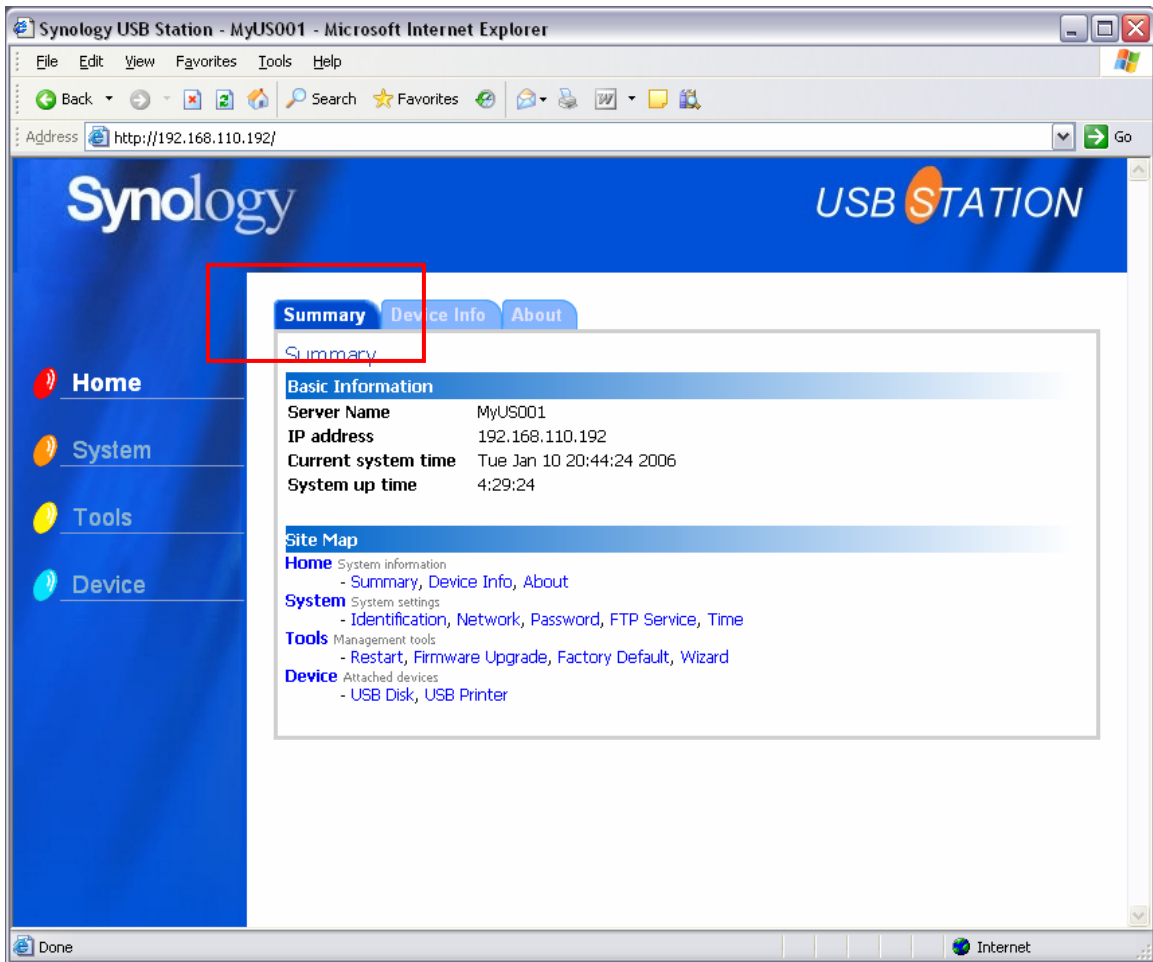 Synology USB Station - MyUS001 - Microsoft Internet Explorer
File Edit View Favorites Tools Help
Back Search Favorites
Address http://192.168.110.192/ Go
Synology USB STATION
Summary Device Info About
Summary
Home
System
Tools
Device
Basic Information
Server Name MyUS001
IP address 192.168.110.192
Current system time Tue Jan 10 20:44:24 2006
System up time 4:29:24
Site Map
Home System information
- Summary, Device Info, About
System System settings
- Identification, Network, Password, FTP Service, Time
Tools Management tools
- Restart, Firmware Upgrade, Factory Default, Wizard
Device Attached devices
- USB Disk, USB Printer
Done Internet